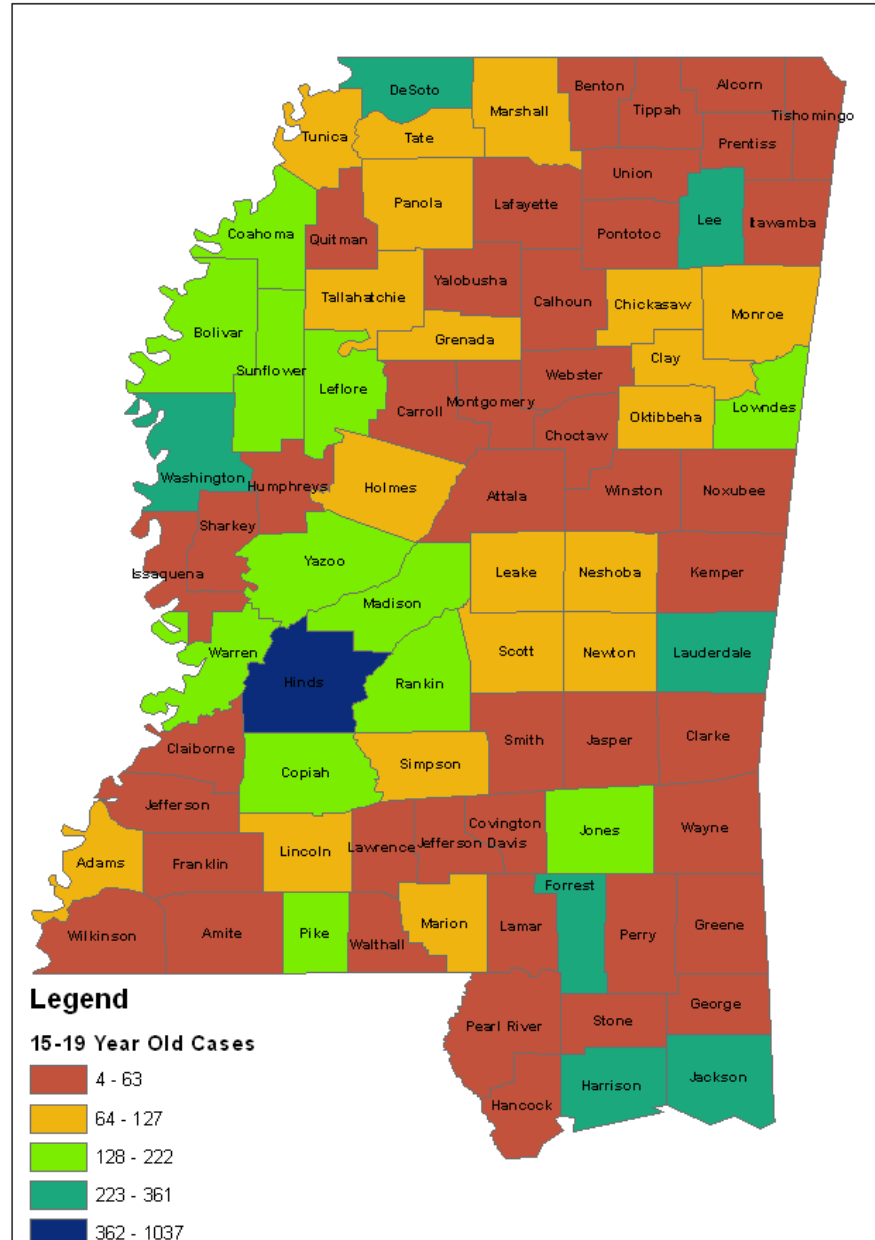 DeSoto
Marshall
Benton
Tippah
Alcorn
Tishomingo
Tunica
Tate
Prentiss
Union
Panola
Lafayette
Coahoma
Quitman
Pontotoc
Lee
Itawamba
Tallahatchie
Yalobusha
Calhoun
Chickasaw
Monroe
Bolivar
Grenada
Clay
Sunflower
Leflore
Webster
Carroll
Montgomery
Choctaw
Oktibbeha
Lowndes
Washington
Humphreys
Holmes
Attala
Winston
Noxubee
Sharkey
Issaquena
Yazoo
Leake
Neshoba
Kemper
Madison
Warren
Hinds
Rankin
Scott
Newton
Lauderdale
Claiborne
Copiah
Simpson
Smith
Jasper
Clarke
Jefferson
Covington
Jones
Wayne
Adams
Franklin
Lincoln
Lawrence
Jefferson Davis
Wilkinson
Amite
Pike
Walthall
Marion
Lamar
Forrest
Perry
Greene
Pearl River
Stone
George
Hancock
Harrison
Jackson
Legend
15-19 Year Old Cases
4 - 63
64 - 127
128 - 222
223 - 361
362 - 1037